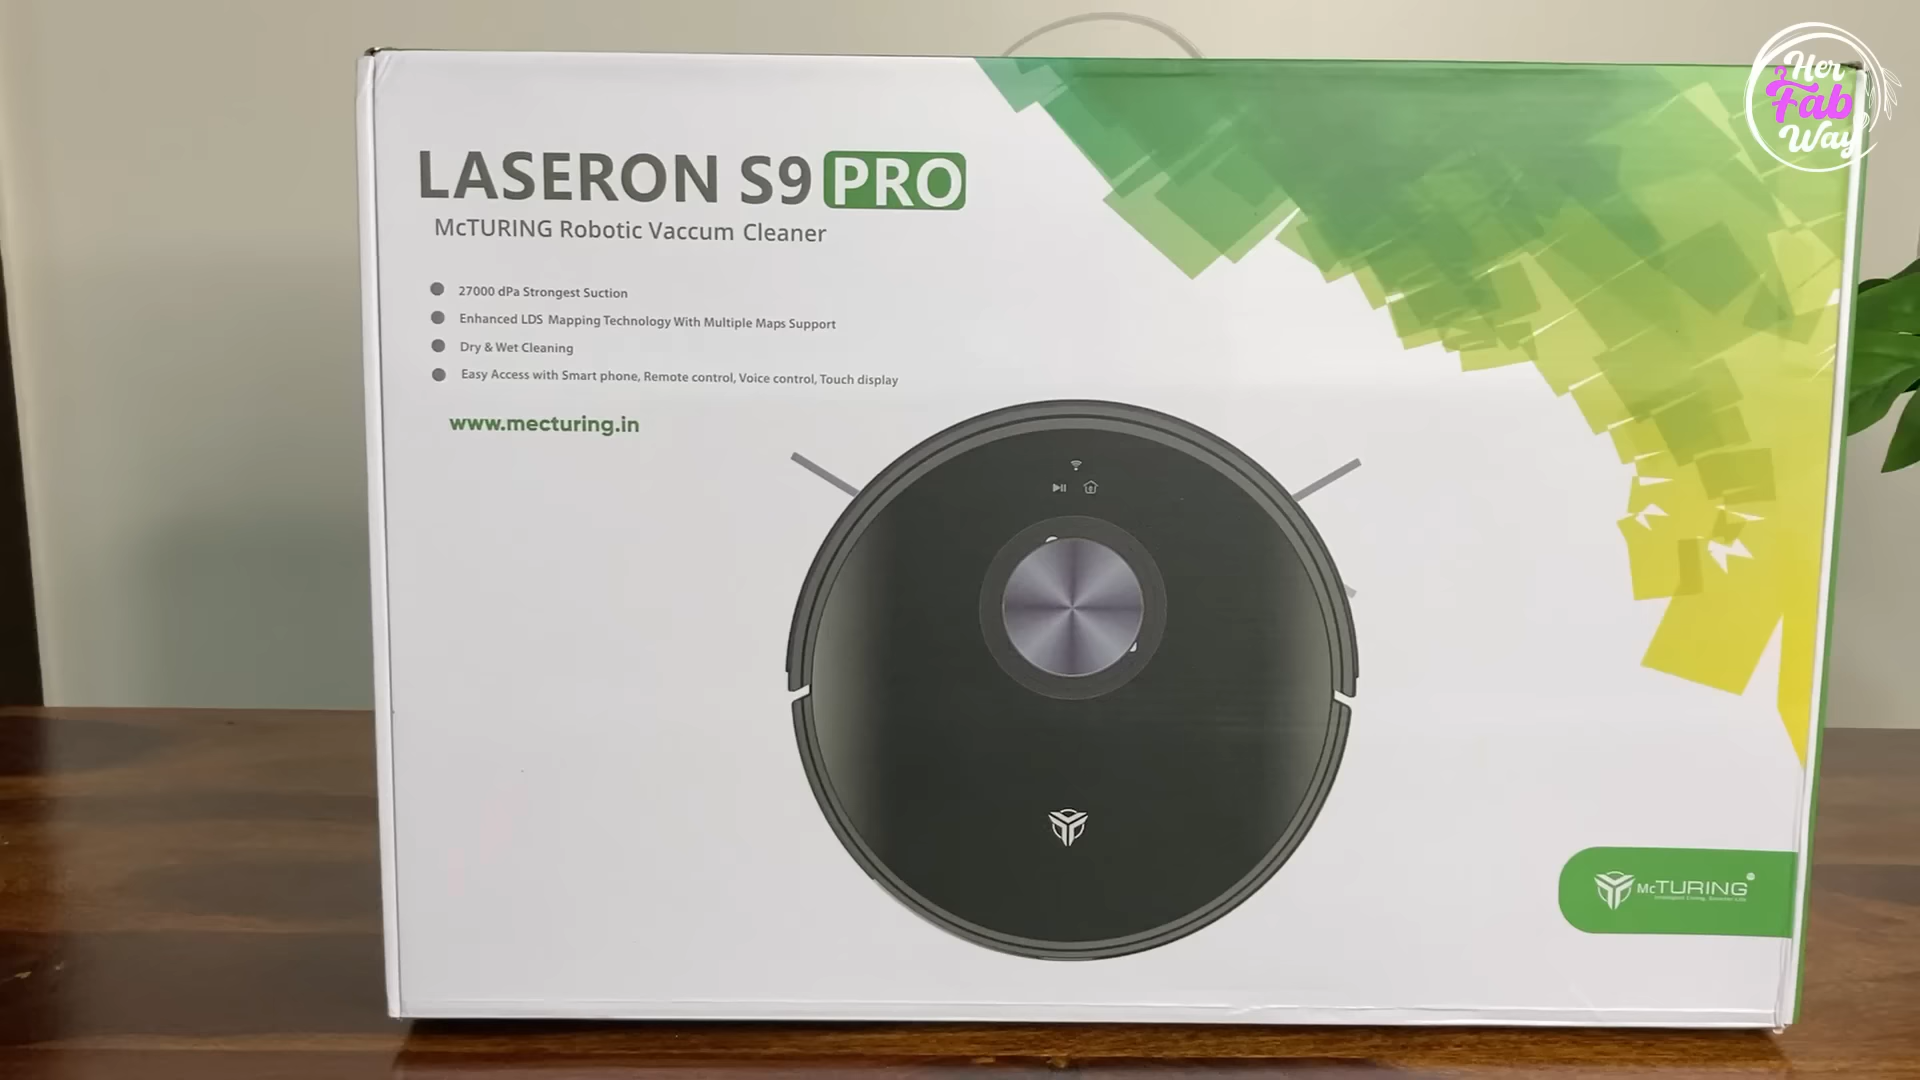 Her
Fab
Way
LASERON S9 PRO
McTURING Robotic Vaccum Cleaner
27000 dPa Strongest Suction
Enhanced LDS Mapping Technology With Multiple Maps Support
Dry & Wet Cleaning
Easy Access with Smart phone, Remote control, Voice control, Touch display
www.mecturing.in
McTURING